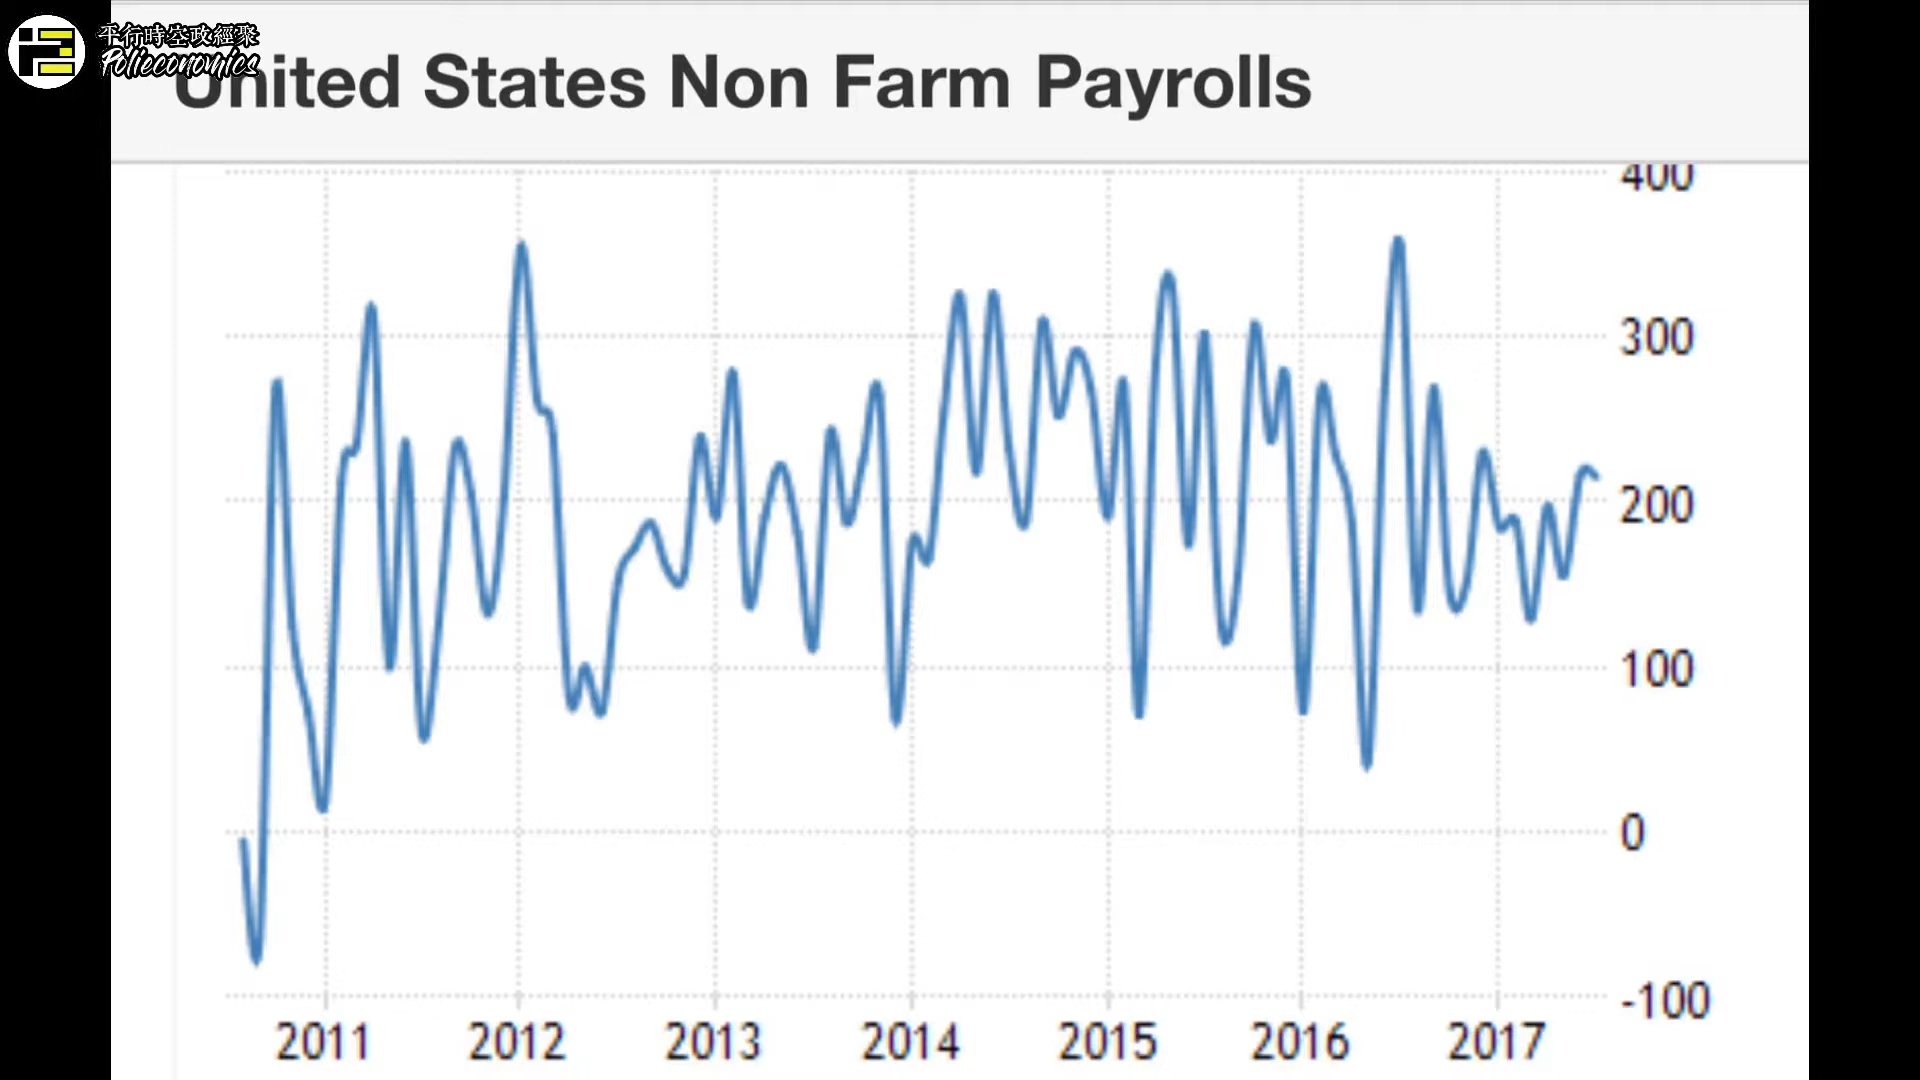 平行時空政經聚
Polieconomics
United States Non Farm Payrolls
400
300
200
100
0
-100
2011 2012 2013 2014 2015 2016 2017